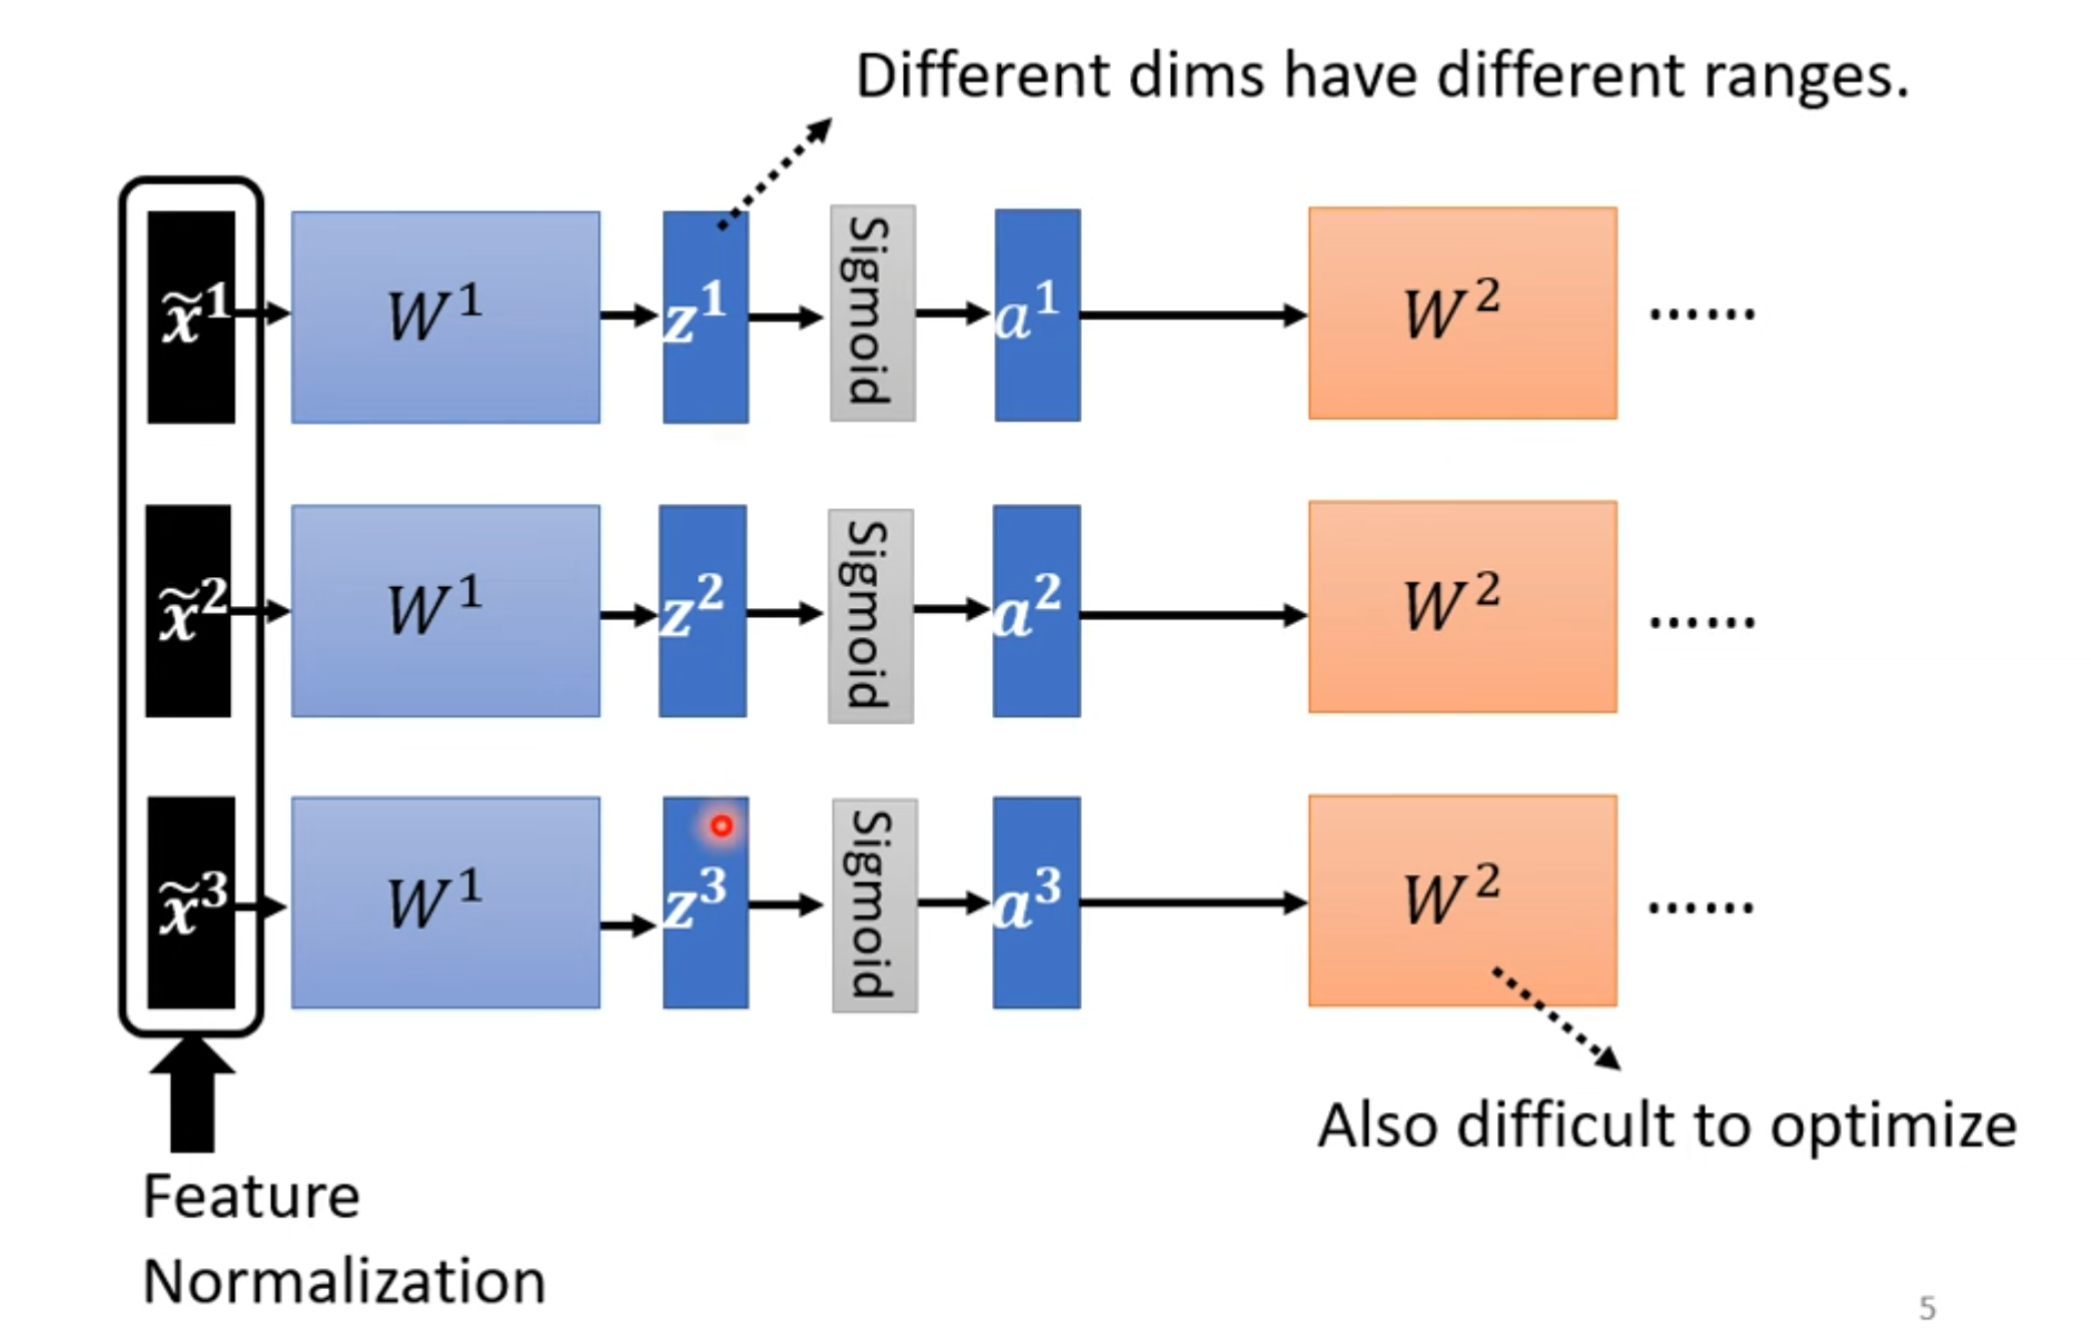 Different dims have different ranges.
x̃¹ W¹ z¹ Sigmoid a¹ W² ......
x̃² W¹ z² Sigmoid a² W² ......
x̃³ W¹ z³ Sigmoid a³ W² ......
Also difficult to optimize
Feature
Normalization
5